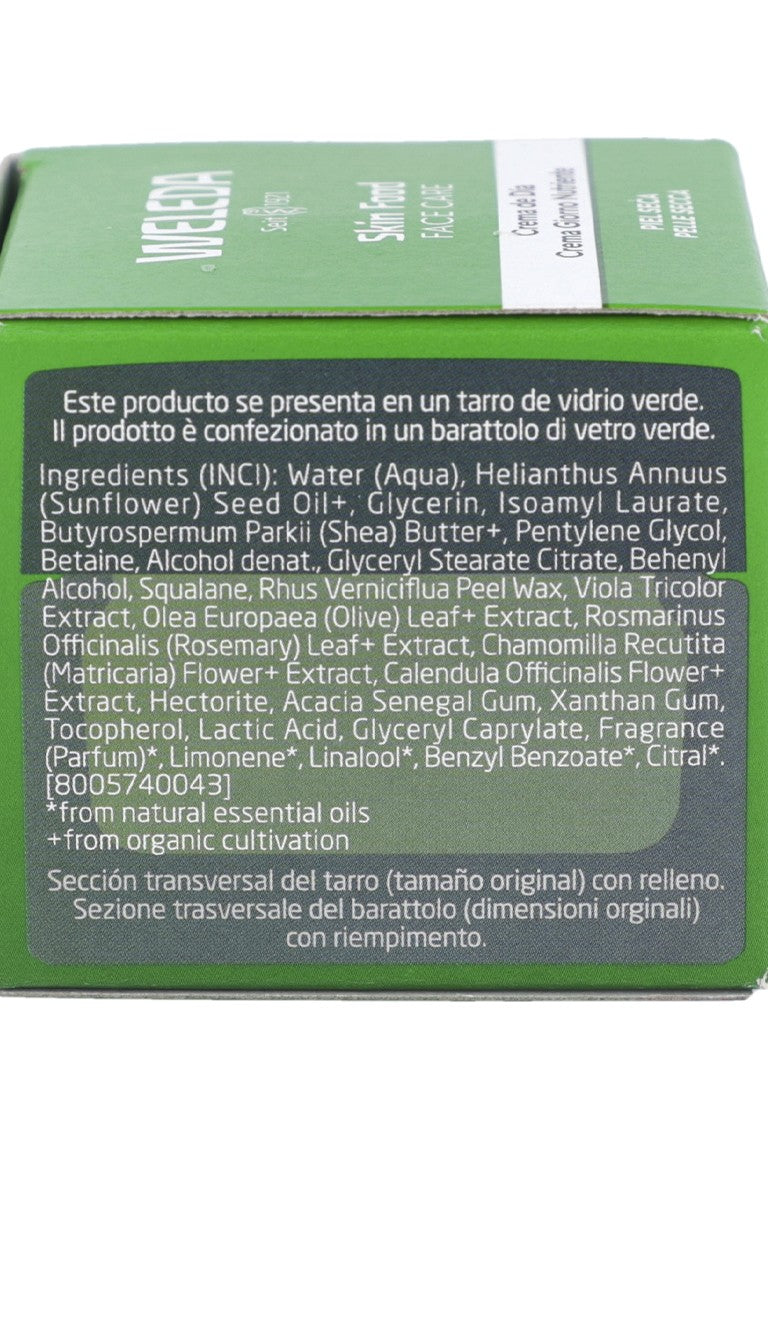 WELEDA
Seit 1921
Skin Food
FACE CARE
Crema de Día
Crema Giorno Nutriente
PIEL SECA
PELLE SECCA
Este producto se presenta en un tarro de vidrio verde.
Il prodotto è confezionato in un barattolo di vetro verde.
Ingredients (INCI): Water (Aqua), Helianthus Annuus
(Sunflower) Seed Oil+, Glycerin, Isoamyl Laurate,
Butyrospermum Parkii (Shea) Butter+, Pentylene Glycol,
Betaine, Alcohol denat., Glyceryl Stearate Citrate, Behenyl
Alcohol, Squalane, Rhus Verniciflua Peel Wax, Viola Tricolor
Extract, Olea Europaea (Olive) Leaf+ Extract, Rosmarinus
Officinalis (Rosemary) Leaf+ Extract, Chamomilla Recutita
(Matricaria) Flower+ Extract, Calendula Officinalis Flower+
Extract, Hectorite, Acacia Senegal Gum, Xanthan Gum,
Tocopherol, Lactic Acid, Glyceryl Caprylate, Fragrance
(Parfum)*, Limonene*, Linalool*, Benzyl Benzoate*, Citral*.
[8005740043]
*from natural essential oils
+from organic cultivation
Sección transversal del tarro (tamaño original) con relleno.
Sezione trasversale del barattolo (dimensioni orginali)
con riempimento.